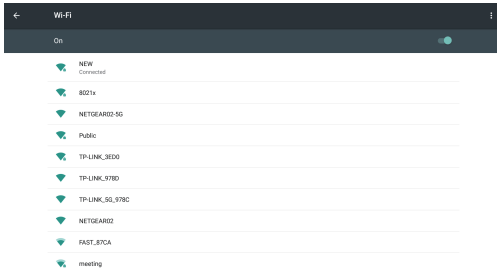 Wi-Fi
On
NEW
Connected
8021x
NETGEAR02-5G
Public
TP-LINK_3ED0
TP-LINK_978D
TP-LINK_5G_978C
NETGEAR02
FAST_87CA
meeting